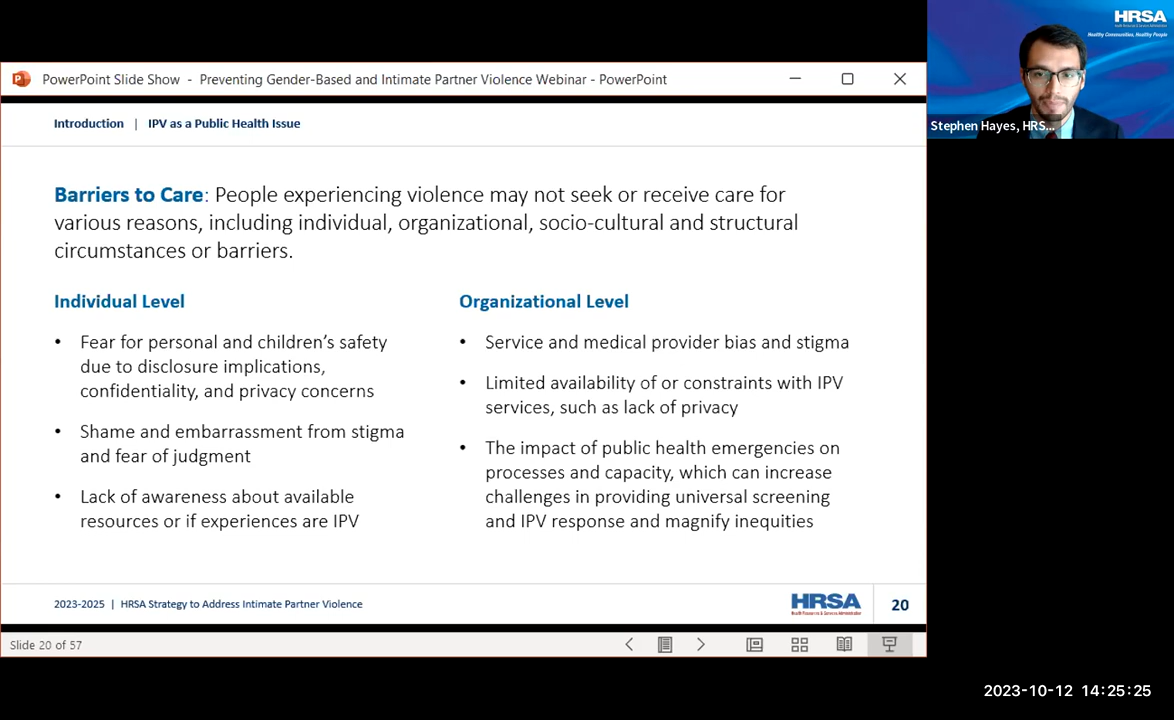 PowerPoint Slide Show - Preventing Gender-Based and Intimate Partner Violence Webinar - PowerPoint
HRSA
Healthy Communities, Healthy People
Stephen Hayes, HRS...
Introduction | IPV as a Public Health Issue
Barriers to Care: People experiencing violence may not seek or receive care for
various reasons, including individual, organizational, socio-cultural and structural
circumstances or barriers.
Individual Level
• Fear for personal and children’s safety
due to disclosure implications,
confidentiality, and privacy concerns
• Shame and embarrassment from stigma
and fear of judgment
• Lack of awareness about available
resources or if experiences are IPV
Organizational Level
• Service and medical provider bias and stigma
• Limited availability of or constraints with IPV
services, such as lack of privacy
• The impact of public health emergencies on
processes and capacity, which can increase
challenges in providing universal screening
and IPV response and magnify inequities
2023-2025 | HRSA Strategy to Address Intimate Partner Violence
HRSA
20
Slide 20 of 57
2023-10-12 14:25:25